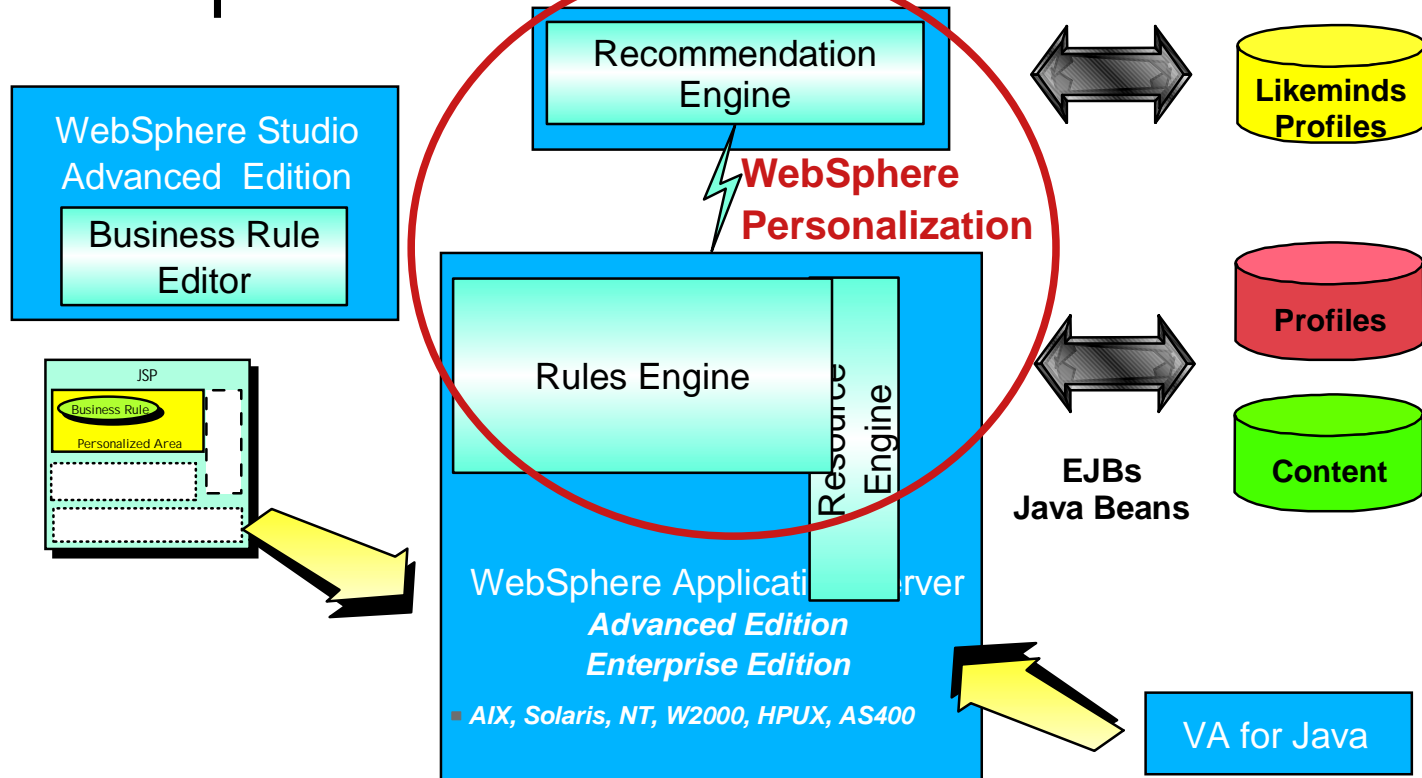 Recommendation
Engine
Likeminds
Profiles
WebSphere Studio
Advanced Edition
Business Rule
Editor
WebSphere
Personalization
Rules Engine
Resource
Engine
Profiles
Content
EJBs
Java Beans
JSP
Business Rule
Personalized Area
WebSphere Applicati rver
Advanced Edition
Enterprise Edition
AIX, Solaris, NT, W2000, HPUX, AS400
VA for Java